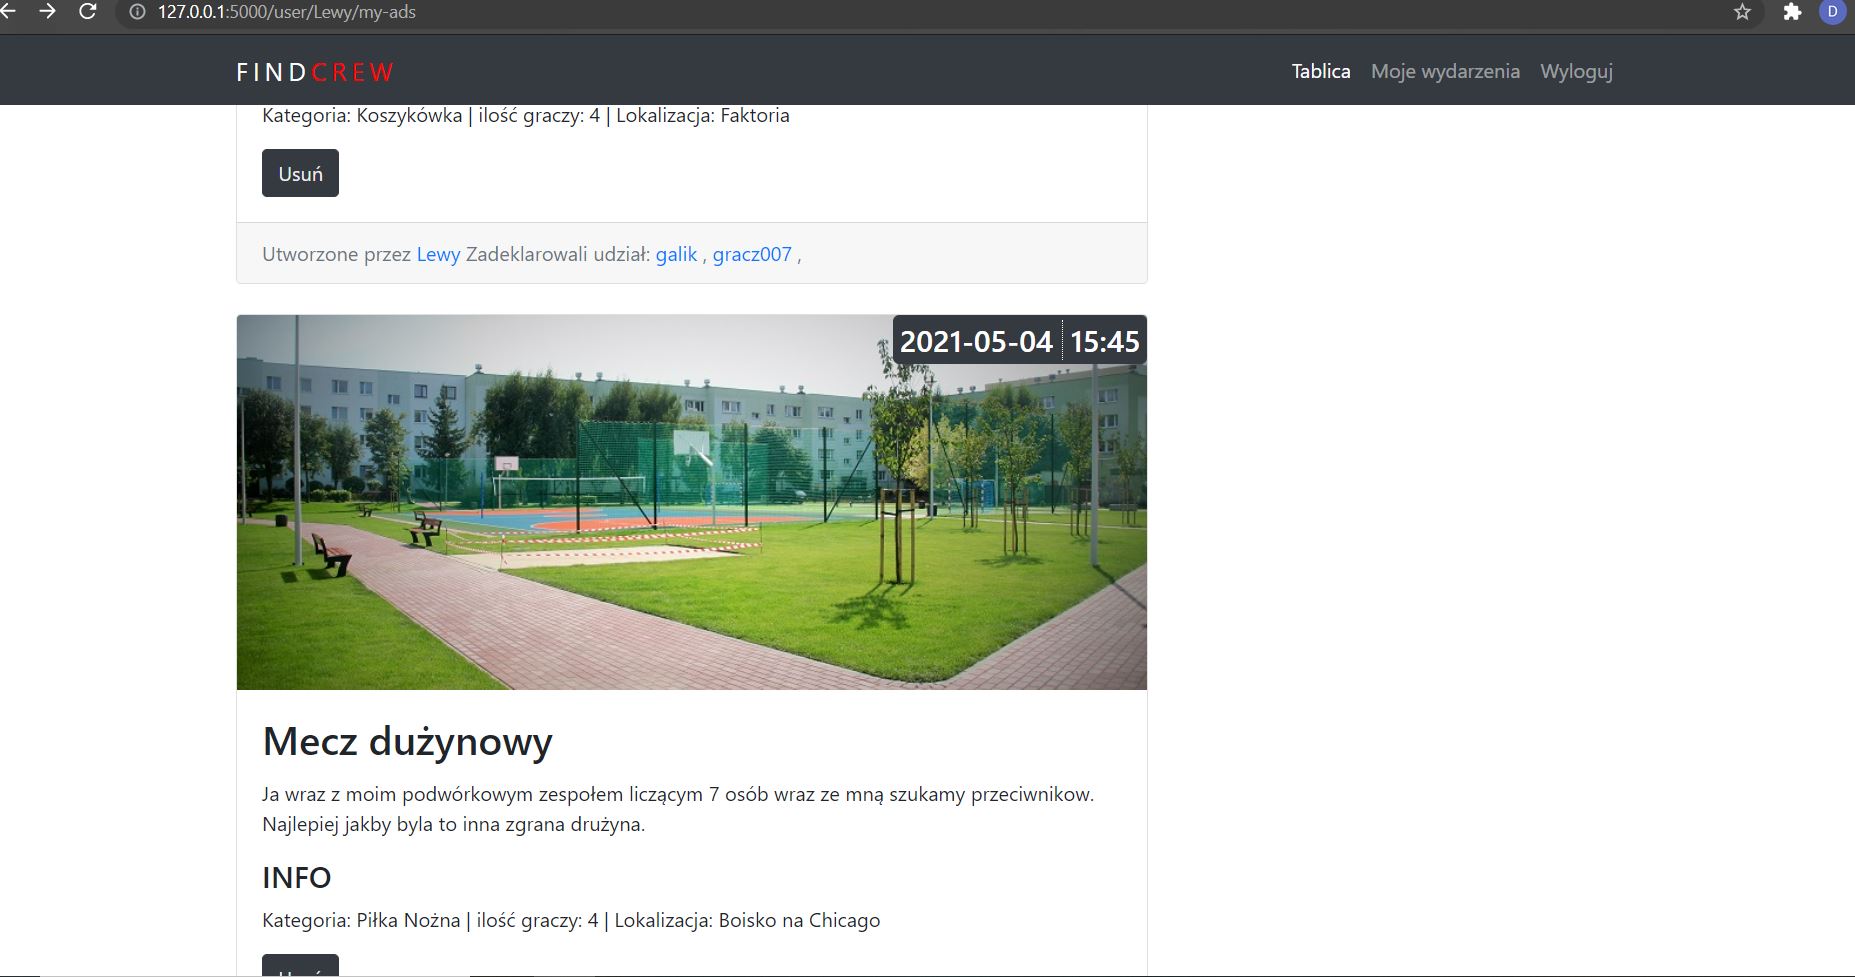 127.0.0.1:5000/user/Lewy/my-ads
D
FINDCREW
Tablica Moje wydarzenia Wyloguj
Kategoria: Koszykówka | ilość graczy: 4 | Lokalizacja: Faktoria
Usuń
Utworzone przez Lewy Zadeklarowali udział: galik , gracz007 ,
2021-05-04 15:45
Mecz dużynowy
Ja wraz z moim podwórkowym zespołem liczącym 7 osób wraz ze mną szukamy przeciwnikow.
Najlepiej jakby byla to inna zgrana drużyna.
INFO
Kategoria: Piłka Nożna | ilość graczy: 4 | Lokalizacja: Boisko na Chicago